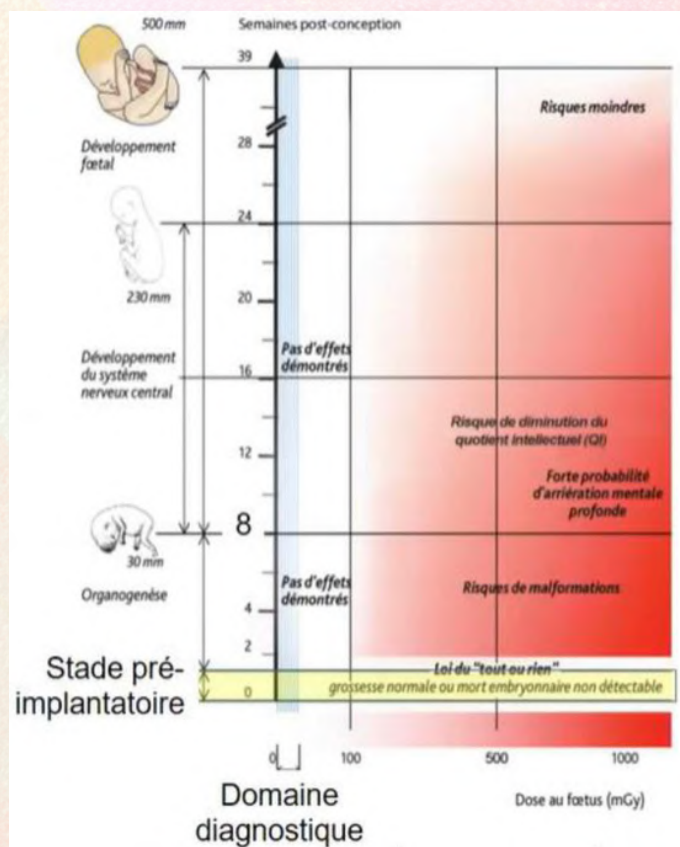 500 mm
Semaines post-conception
39
Risques moindres
28
Développement
fœtal
24
230 mm
20
Pas d'effets
démontrés
Développement
du système
nerveux central
16
Risque de diminution du
quotient intellectuel (QI)
12
Forte probabilité
d'arriération mentale
profonde
8
30 mm
Organogenèse
Pas d'effets
démontrés
Risques de malformations
4
2
Stade pré-
implantatoire
Loi du "tout ou rien"
0
grossesse normale ou mort embryonnaire non détectable
0
100
500
1000
Domaine
diagnostique
Dose au fœtus (mGy)